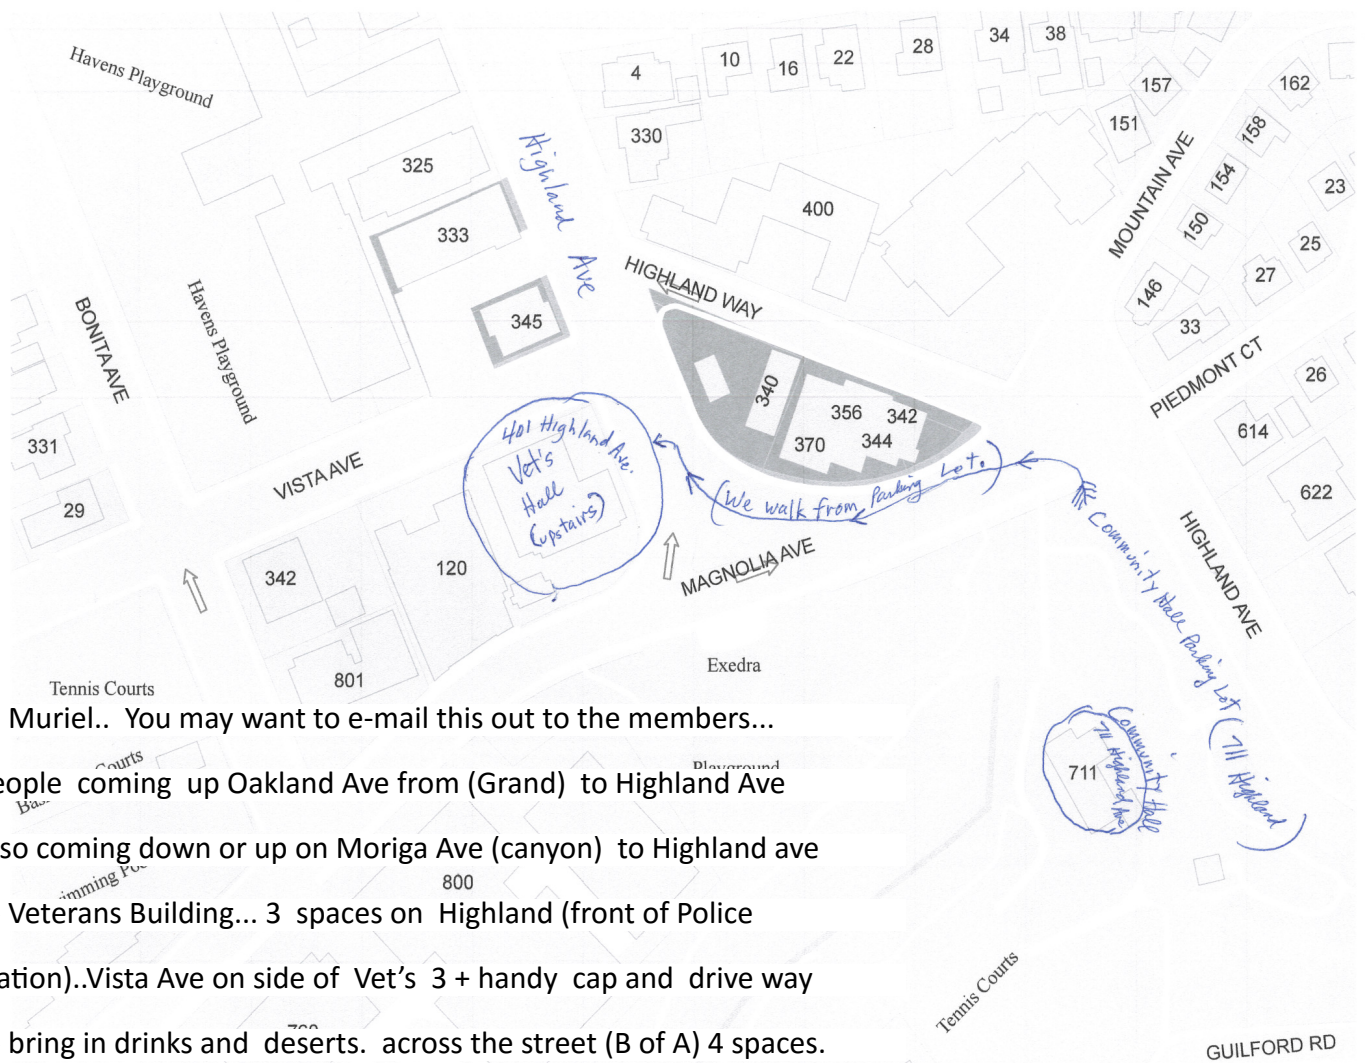 Havens Playground
4
10
16
22
28
34
38
157
162
151
158
330
325
154
23
MOUNTAIN AVE
Highland
Ave
333
400
150
25
HIGHLAND WAY
27
146
Havens Playground
BONITA AVE
345
33
PIEDMONT CT
26
340
356
342
370
344
614
331
29
VISTA AVE
401 Highland Ave.
Vet's
Hall
(upstairs)
(We walk from Parking Lot.)
622
HIGHLAND AVE
Community Hall Parking Lot (711 Highland)
342
120
MAGNOLIA AVE
801
Exedra
Tennis Courts
Muriel.. You may want to e-mail this out to the members...
Courts
Playground
eople coming up Oakland Ave from (Grand) to Highland Ave
711
Community Hall
711 Highland Ave.
so coming down or up on Moriga Ave (canyon) to Highland ave
800
Veterans Building... 3 spaces on Highland (front of Police
ation)..Vista Ave on side of Vet's 3 + handy cap and drive way
Tennis Courts
bring in drinks and deserts. across the street (B of A) 4 spaces.
GUILFORD RD